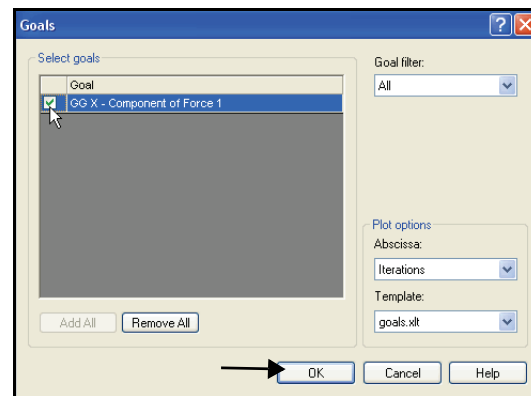 Goals
Select goals
Goal
GG X - Component of Force 1
Add All
Remove All
Goal filter:
All
Plot options
Abscissa:
Iterations
Template:
goals.xlt
OK
Cancel
Help